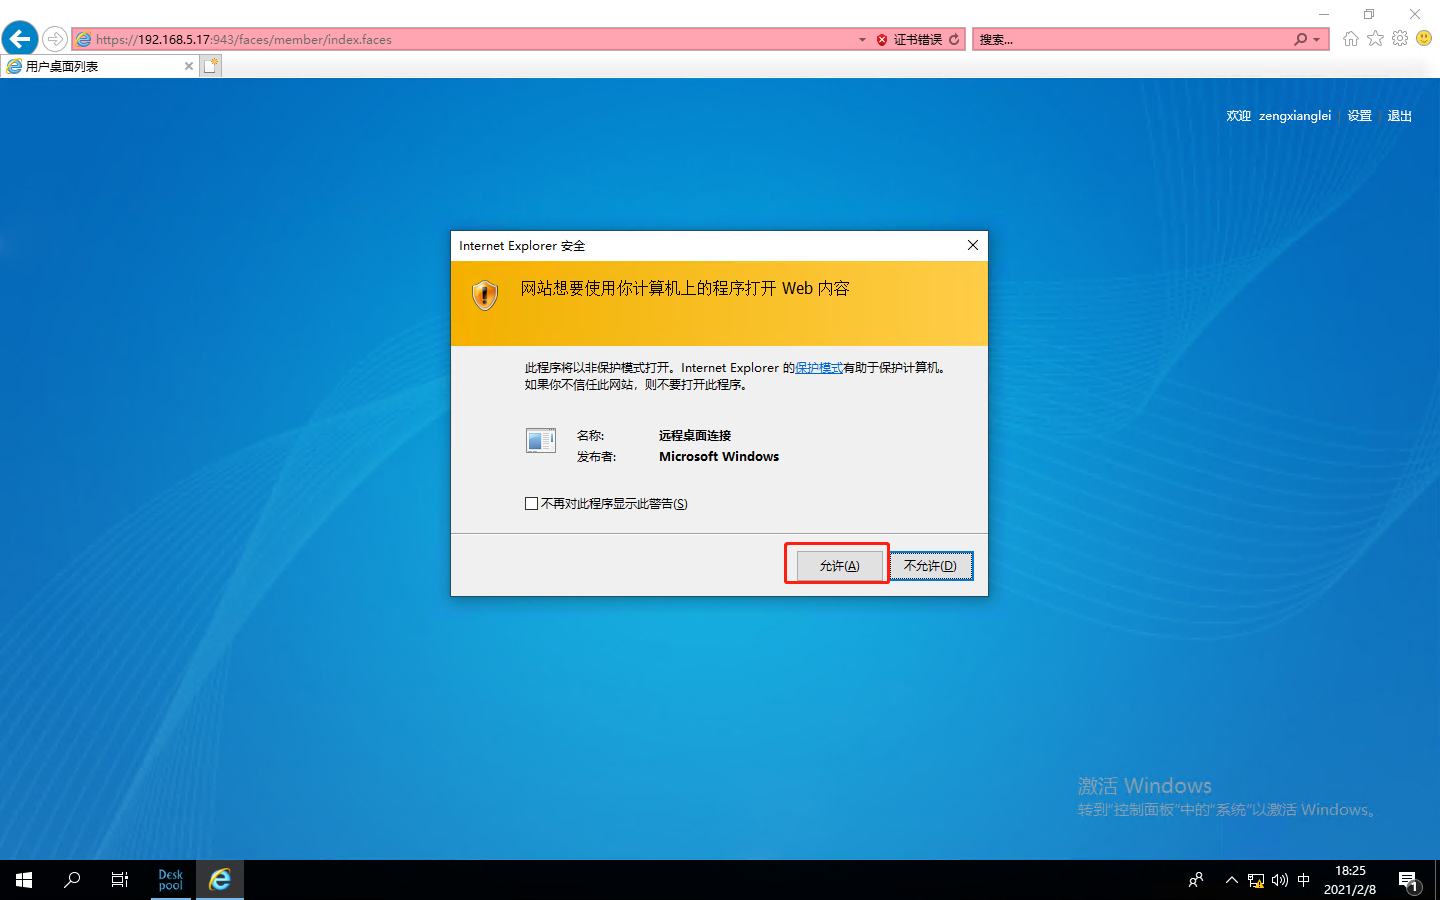 https://192.168.5.17:943/faces/member/index.faces
证书错误
搜索...
用户桌面列表
欢迎 zengxianglei 设置 退出
Internet Explorer 安全
网站想要使用你计算机上的程序打开 Web 内容
此程序将以非保护模式打开。Internet Explorer 的保护模式有助于保护计算机。
如果你不信任此网站，则不要打开此程序。
名称: 远程桌面连接
发布者: Microsoft Windows
不再对此程序显示此警告(S)
允许(A) 不允许(D)
激活 Windows
转到"控制面板"中的"系统"以激活 Windows。
Desk
pool
中
18:25
2021/2/8
1